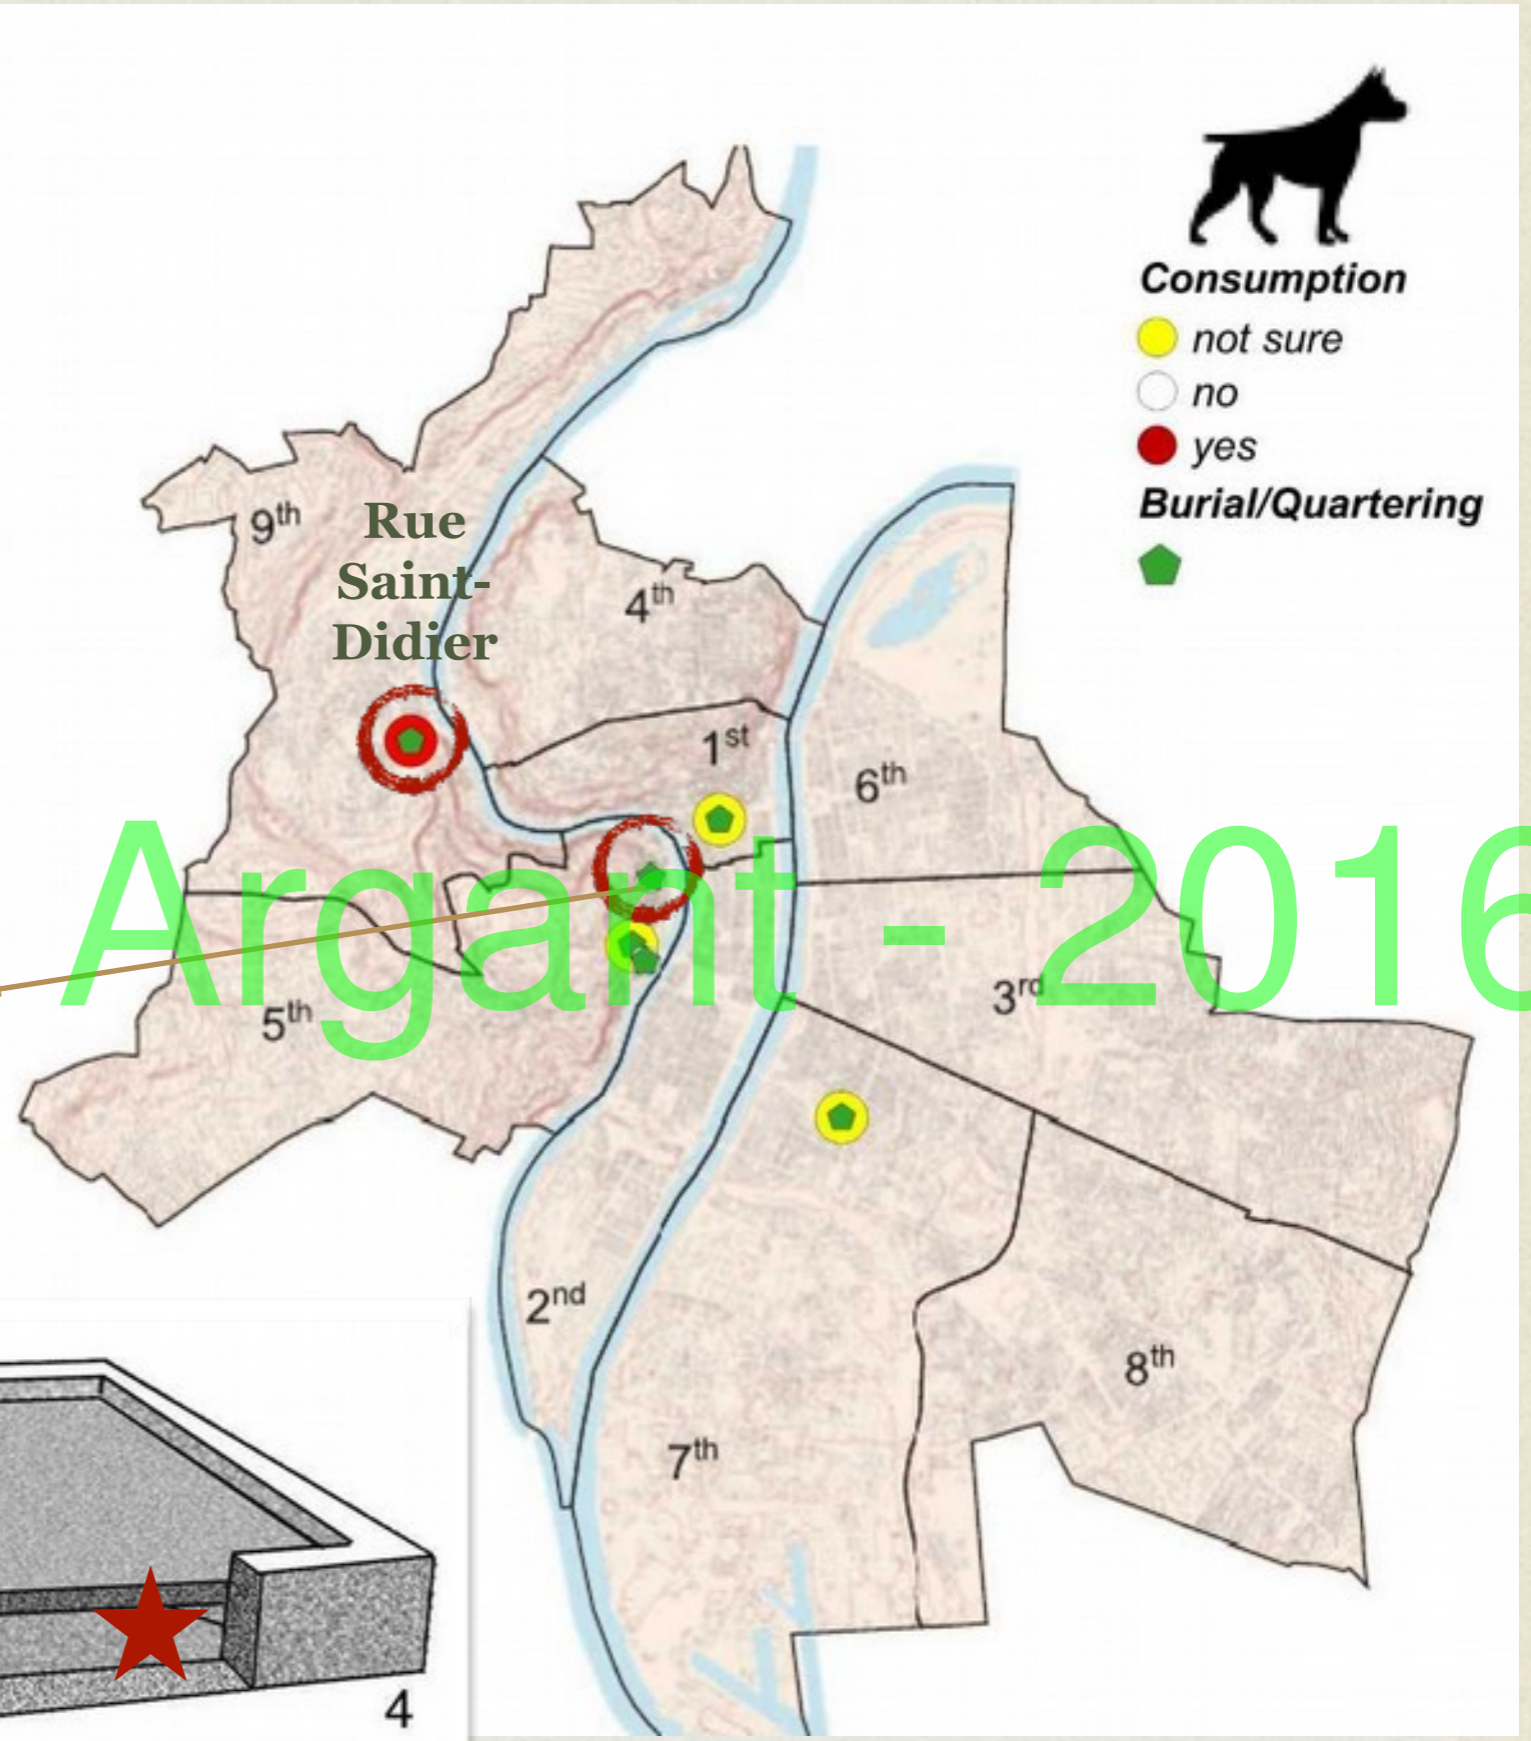 Consumption
not sure
no
yes
Burial/Quartering
9th
Rue
Saint-
Didier
4th
1st
6th
Argant - 2016
3rd
5th
2nd
8th
7th
4